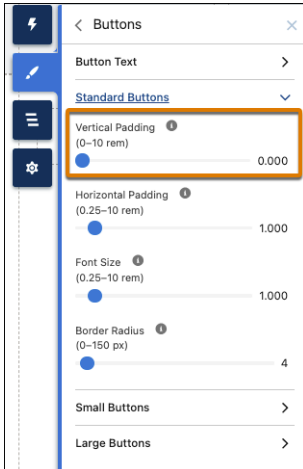 Buttons
Button Text
Standard Buttons
Vertical Padding
(0–10 rem)
0.000
Horizontal Padding
(0.25–10 rem)
1.000
Font Size
(0.25–10 rem)
1.000
Border Radius
(0–150 px)
4
Small Buttons
Large Buttons